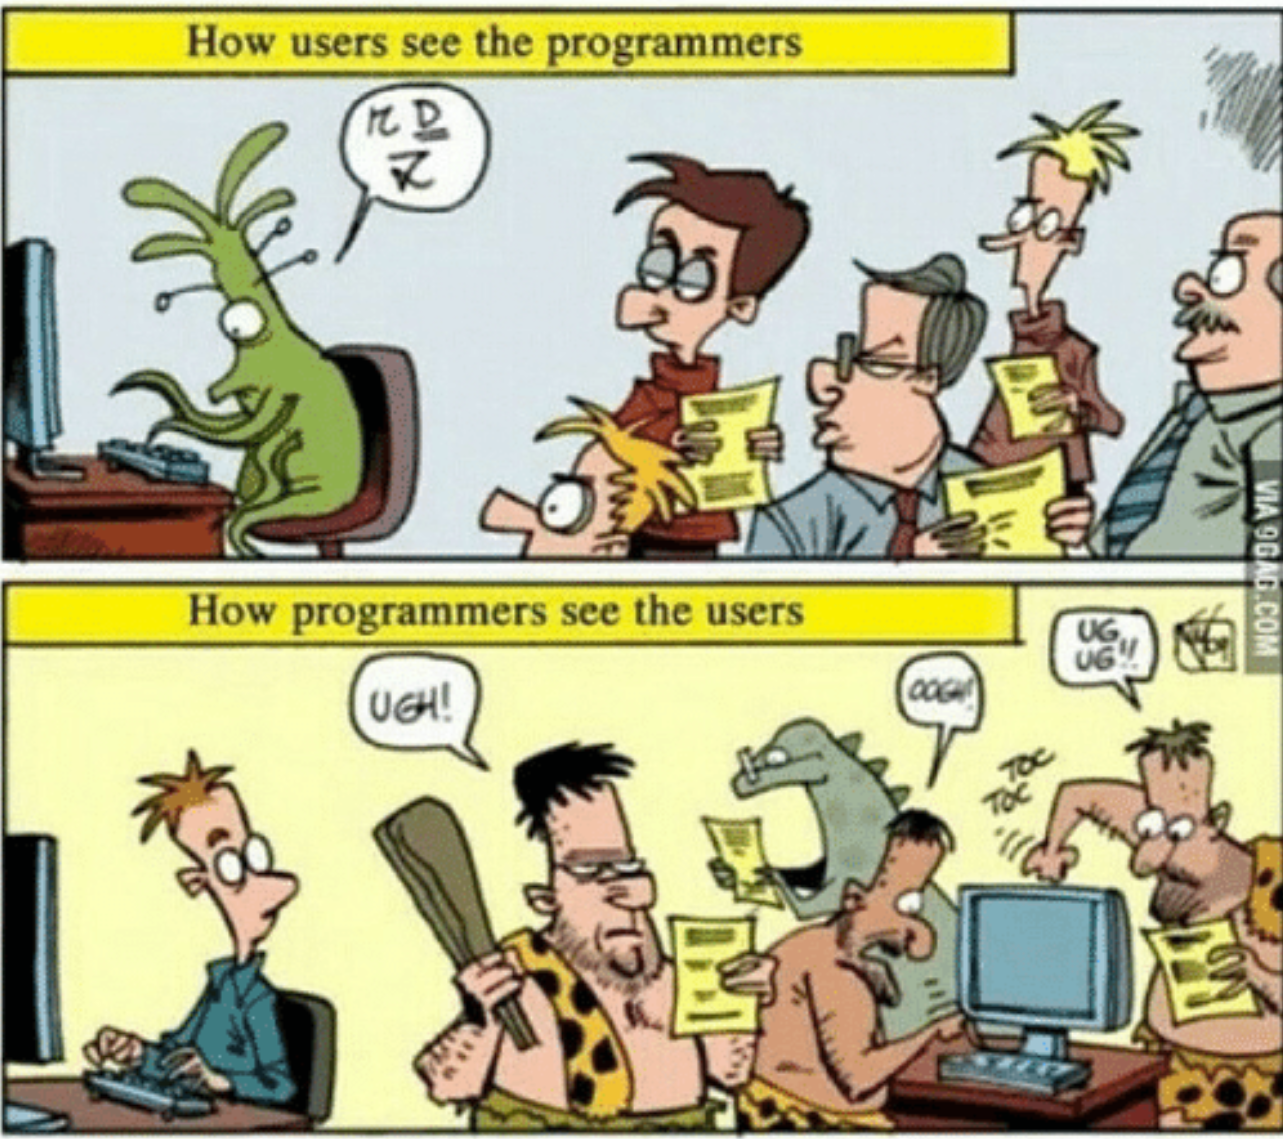 How users see the programmers
VIA 9GAG.COM
How programmers see the users
UGH!
OOGH!
UG,
UG!!
TOC
TOC